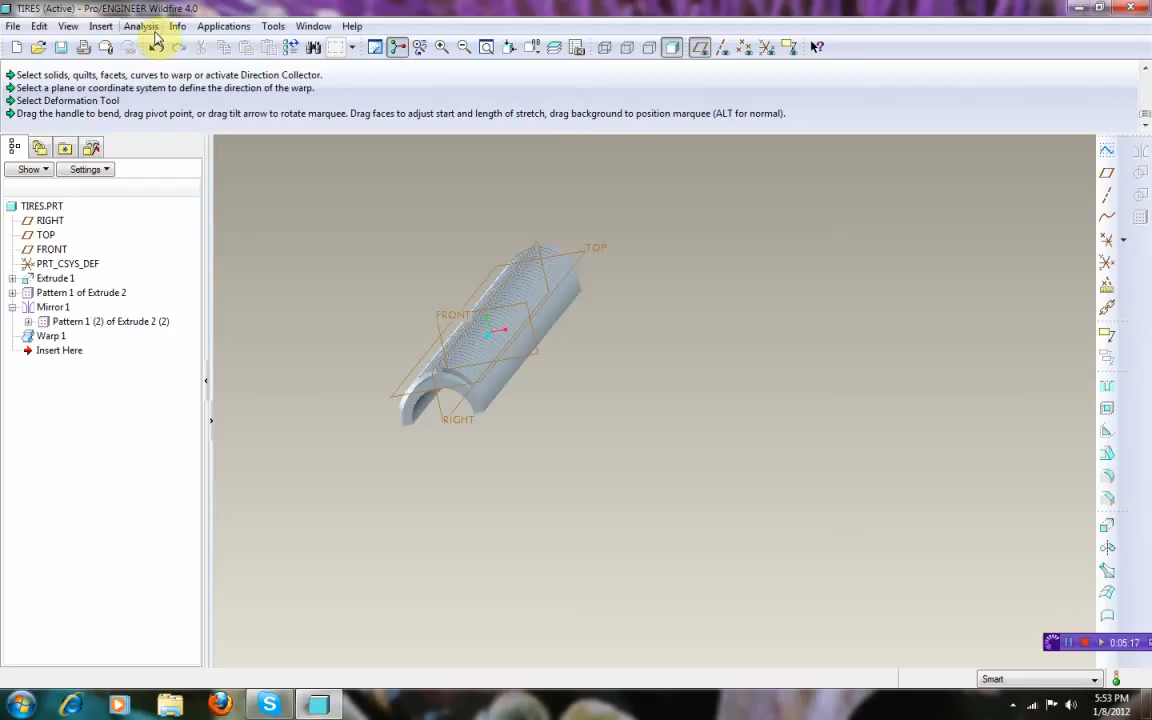 TIRES (Active) - Pro/ENGINEER Wildfire 4.0
File Edit View Insert Analysis Info Applications Tools Window Help
Select solids, quilts, facets, curves to warp or activate Direction Collector.
Select a plane or coordinate system to define the direction of the warp.
Select Deformation Tool
Drag the handle to bend, drag pivot point, or drag tilt arrow to rotate marquee. Drag faces to adjust start and length of stretch, drag background to position marquee (ALT for normal).
Show Settings
TIRES.PRT
RIGHT
TOP
FRONT
PRT_CSYS_DEF
Extrude 1
Pattern 1 of Extrude 2
Mirror 1
Pattern 1 (2) of Extrude 2 (2)
Warp 1
Insert Here
TOP
FRONT
RIGHT
0:05:17
Smart
5:53 PM
1/8/2012